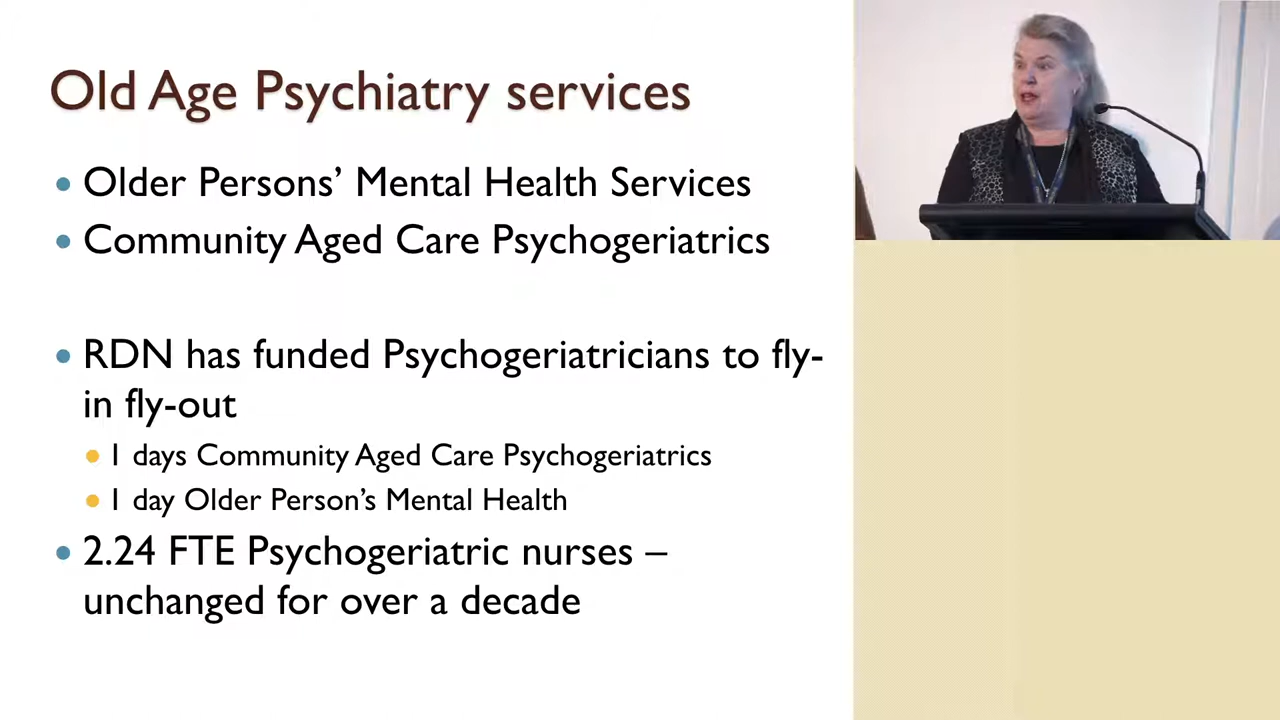 Old Age Psychiatry services
Older Persons’ Mental Health Services
Community Aged Care Psychogeriatrics
RDN has funded Psychogeriatricians to fly-
in fly-out
1 days Community Aged Care Psychogeriatrics
1 day Older Person’s Mental Health
2.24 FTE Psychogeriatric nurses –
unchanged for over a decade